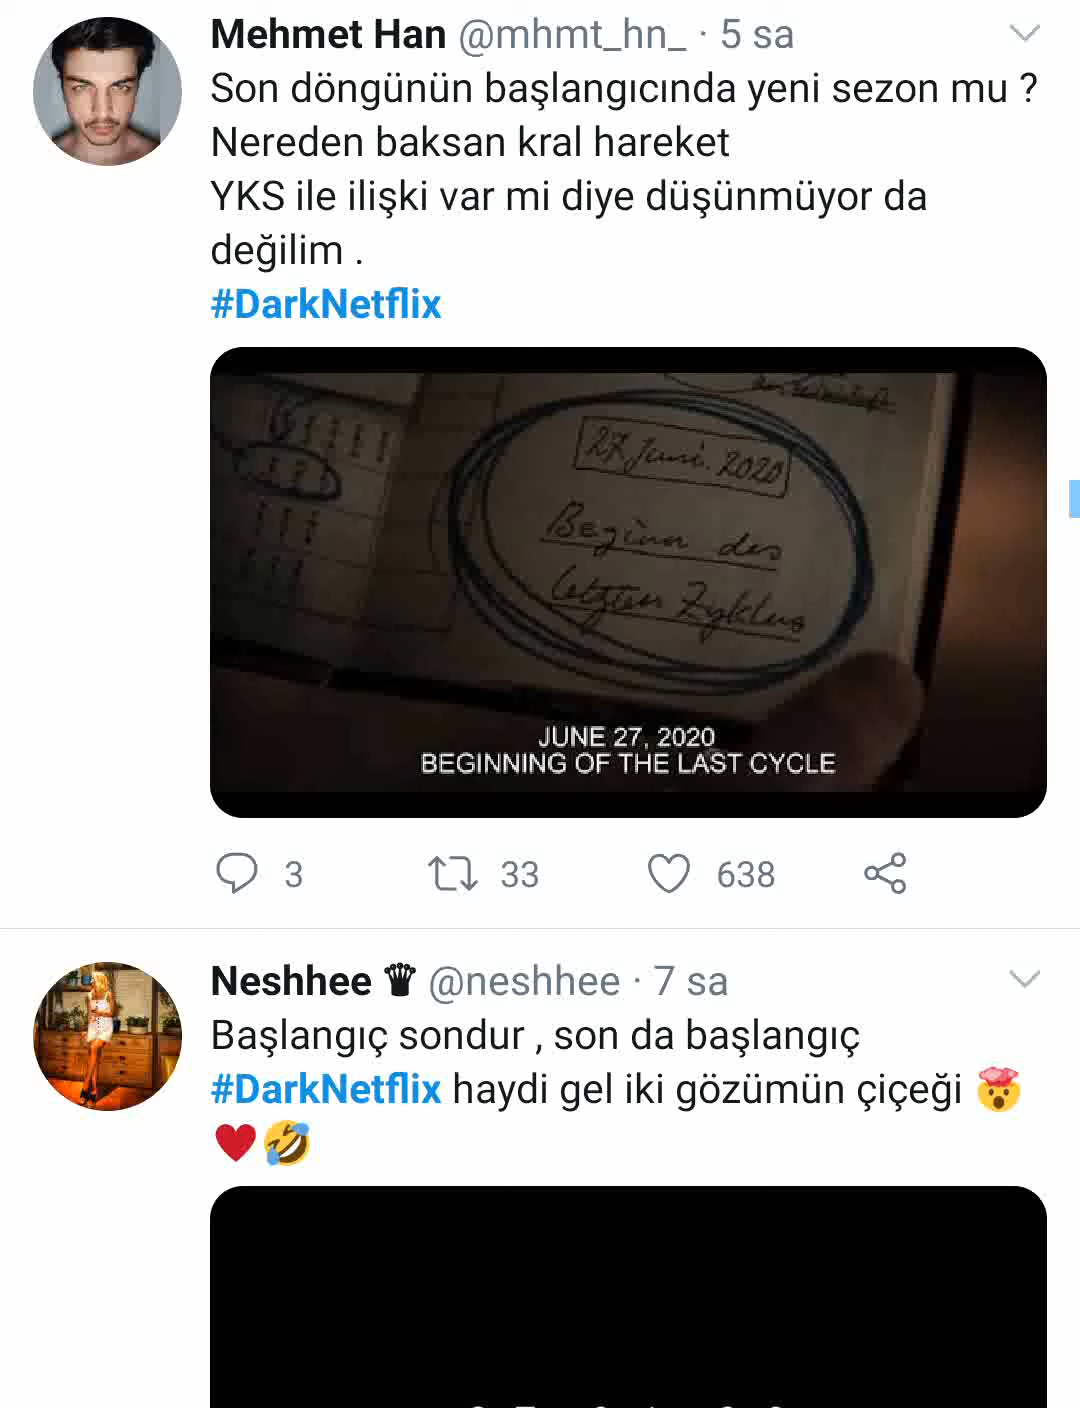 Mehmet Han @mhmt_hn_ · 5 sa
Son döngünün başlangıcında yeni sezon mu ?
Nereden baksan kral hareket
YKS ile ilişki var mi diye düşünmüyor da
değilim .
#DarkNetflix
27. Juni. 2020
Beginn des
letzten Zyklus
JUNE 27, 2020
BEGINNING OF THE LAST CYCLE
3 33 638
Neshhee ♛ @neshhee · 7 sa
Başlangıç sondur , son da başlangıç
#DarkNetflix haydi gel iki gözümün çiçeği 🤯
❤️🤣